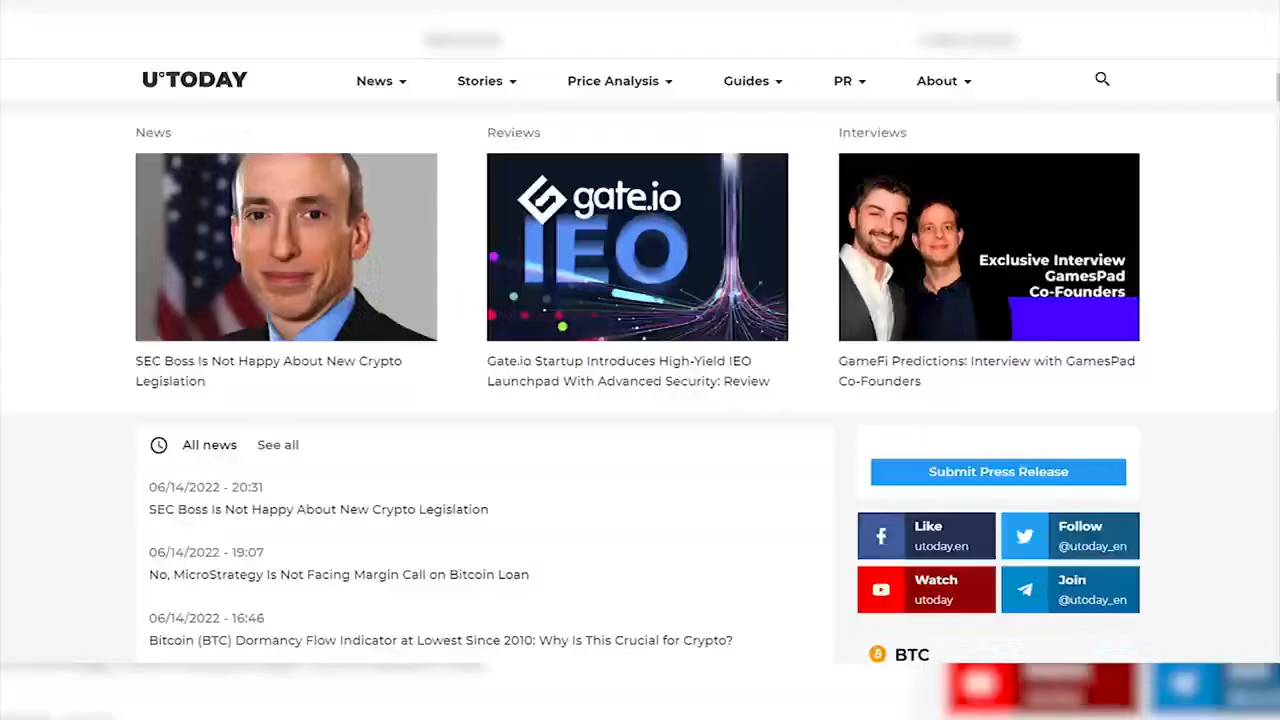 U°TODAY
News
Stories
Price Analysis
Guides
PR
About
News
Reviews
Interviews
gate.io
IEO
Exclusive Interview
GamesPad
Co-Founders
SEC Boss Is Not Happy About New Crypto
Legislation
Gate.io Startup Introduces High-Yield IEO
Launchpad With Advanced Security: Review
GameFi Predictions: Interview with GamesPad
Co-Founders
All news
See all
06/14/2022 - 20:31
SEC Boss Is Not Happy About New Crypto Legislation
06/14/2022 - 19:07
No, MicroStrategy Is Not Facing Margin Call on Bitcoin Loan
06/14/2022 - 16:46
Bitcoin (BTC) Dormancy Flow Indicator at Lowest Since 2010: Why Is This Crucial for Crypto?
Submit Press Release
Like
utoday.en
Follow
@utoday_en
Watch
utoday
Join
@utoday_en
BTC